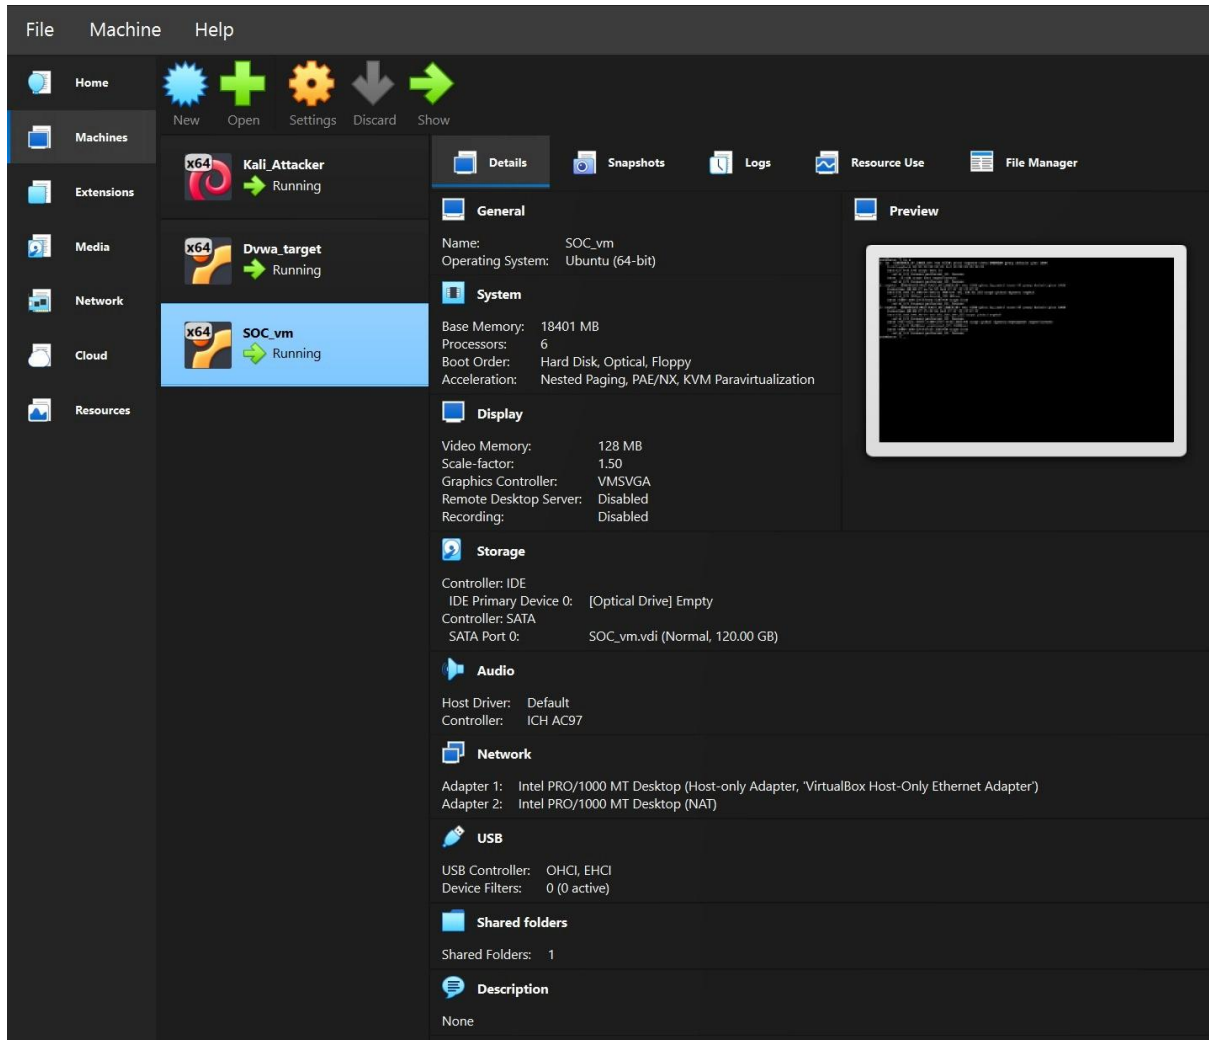 File Machine Help
Home
Machines
Extensions
Media
Network
Cloud
Resources
New Open Settings Discard Show
x64 Kali_Attacker
Running
x64 Dvwa_target
Running
x64 SOC_vm
Running
Details Snapshots Logs Resource Use File Manager
General
Name: SOC_vm
Operating System: Ubuntu (64-bit)
Preview
System
Base Memory: 18401 MB
Processors: 6
Boot Order: Hard Disk, Optical, Floppy
Acceleration: Nested Paging, PAE/NX, KVM Paravirtualization
Display
Video Memory: 128 MB
Scale-factor: 1.50
Graphics Controller: VMSVGA
Remote Desktop Server: Disabled
Recording: Disabled
Storage
Controller: IDE
IDE Primary Device 0: [Optical Drive] Empty
Controller: SATA
SATA Port 0: SOC_vm.vdi (Normal, 120.00 GB)
Audio
Host Driver: Default
Controller: ICH AC97
Network
Adapter 1: Intel PRO/1000 MT Desktop (Host-only Adapter, 'VirtualBox Host-Only Ethernet Adapter')
Adapter 2: Intel PRO/1000 MT Desktop (NAT)
USB
USB Controller: OHCI, EHCI
Device Filters: 0 (0 active)
Shared folders
Shared Folders: 1
Description
None